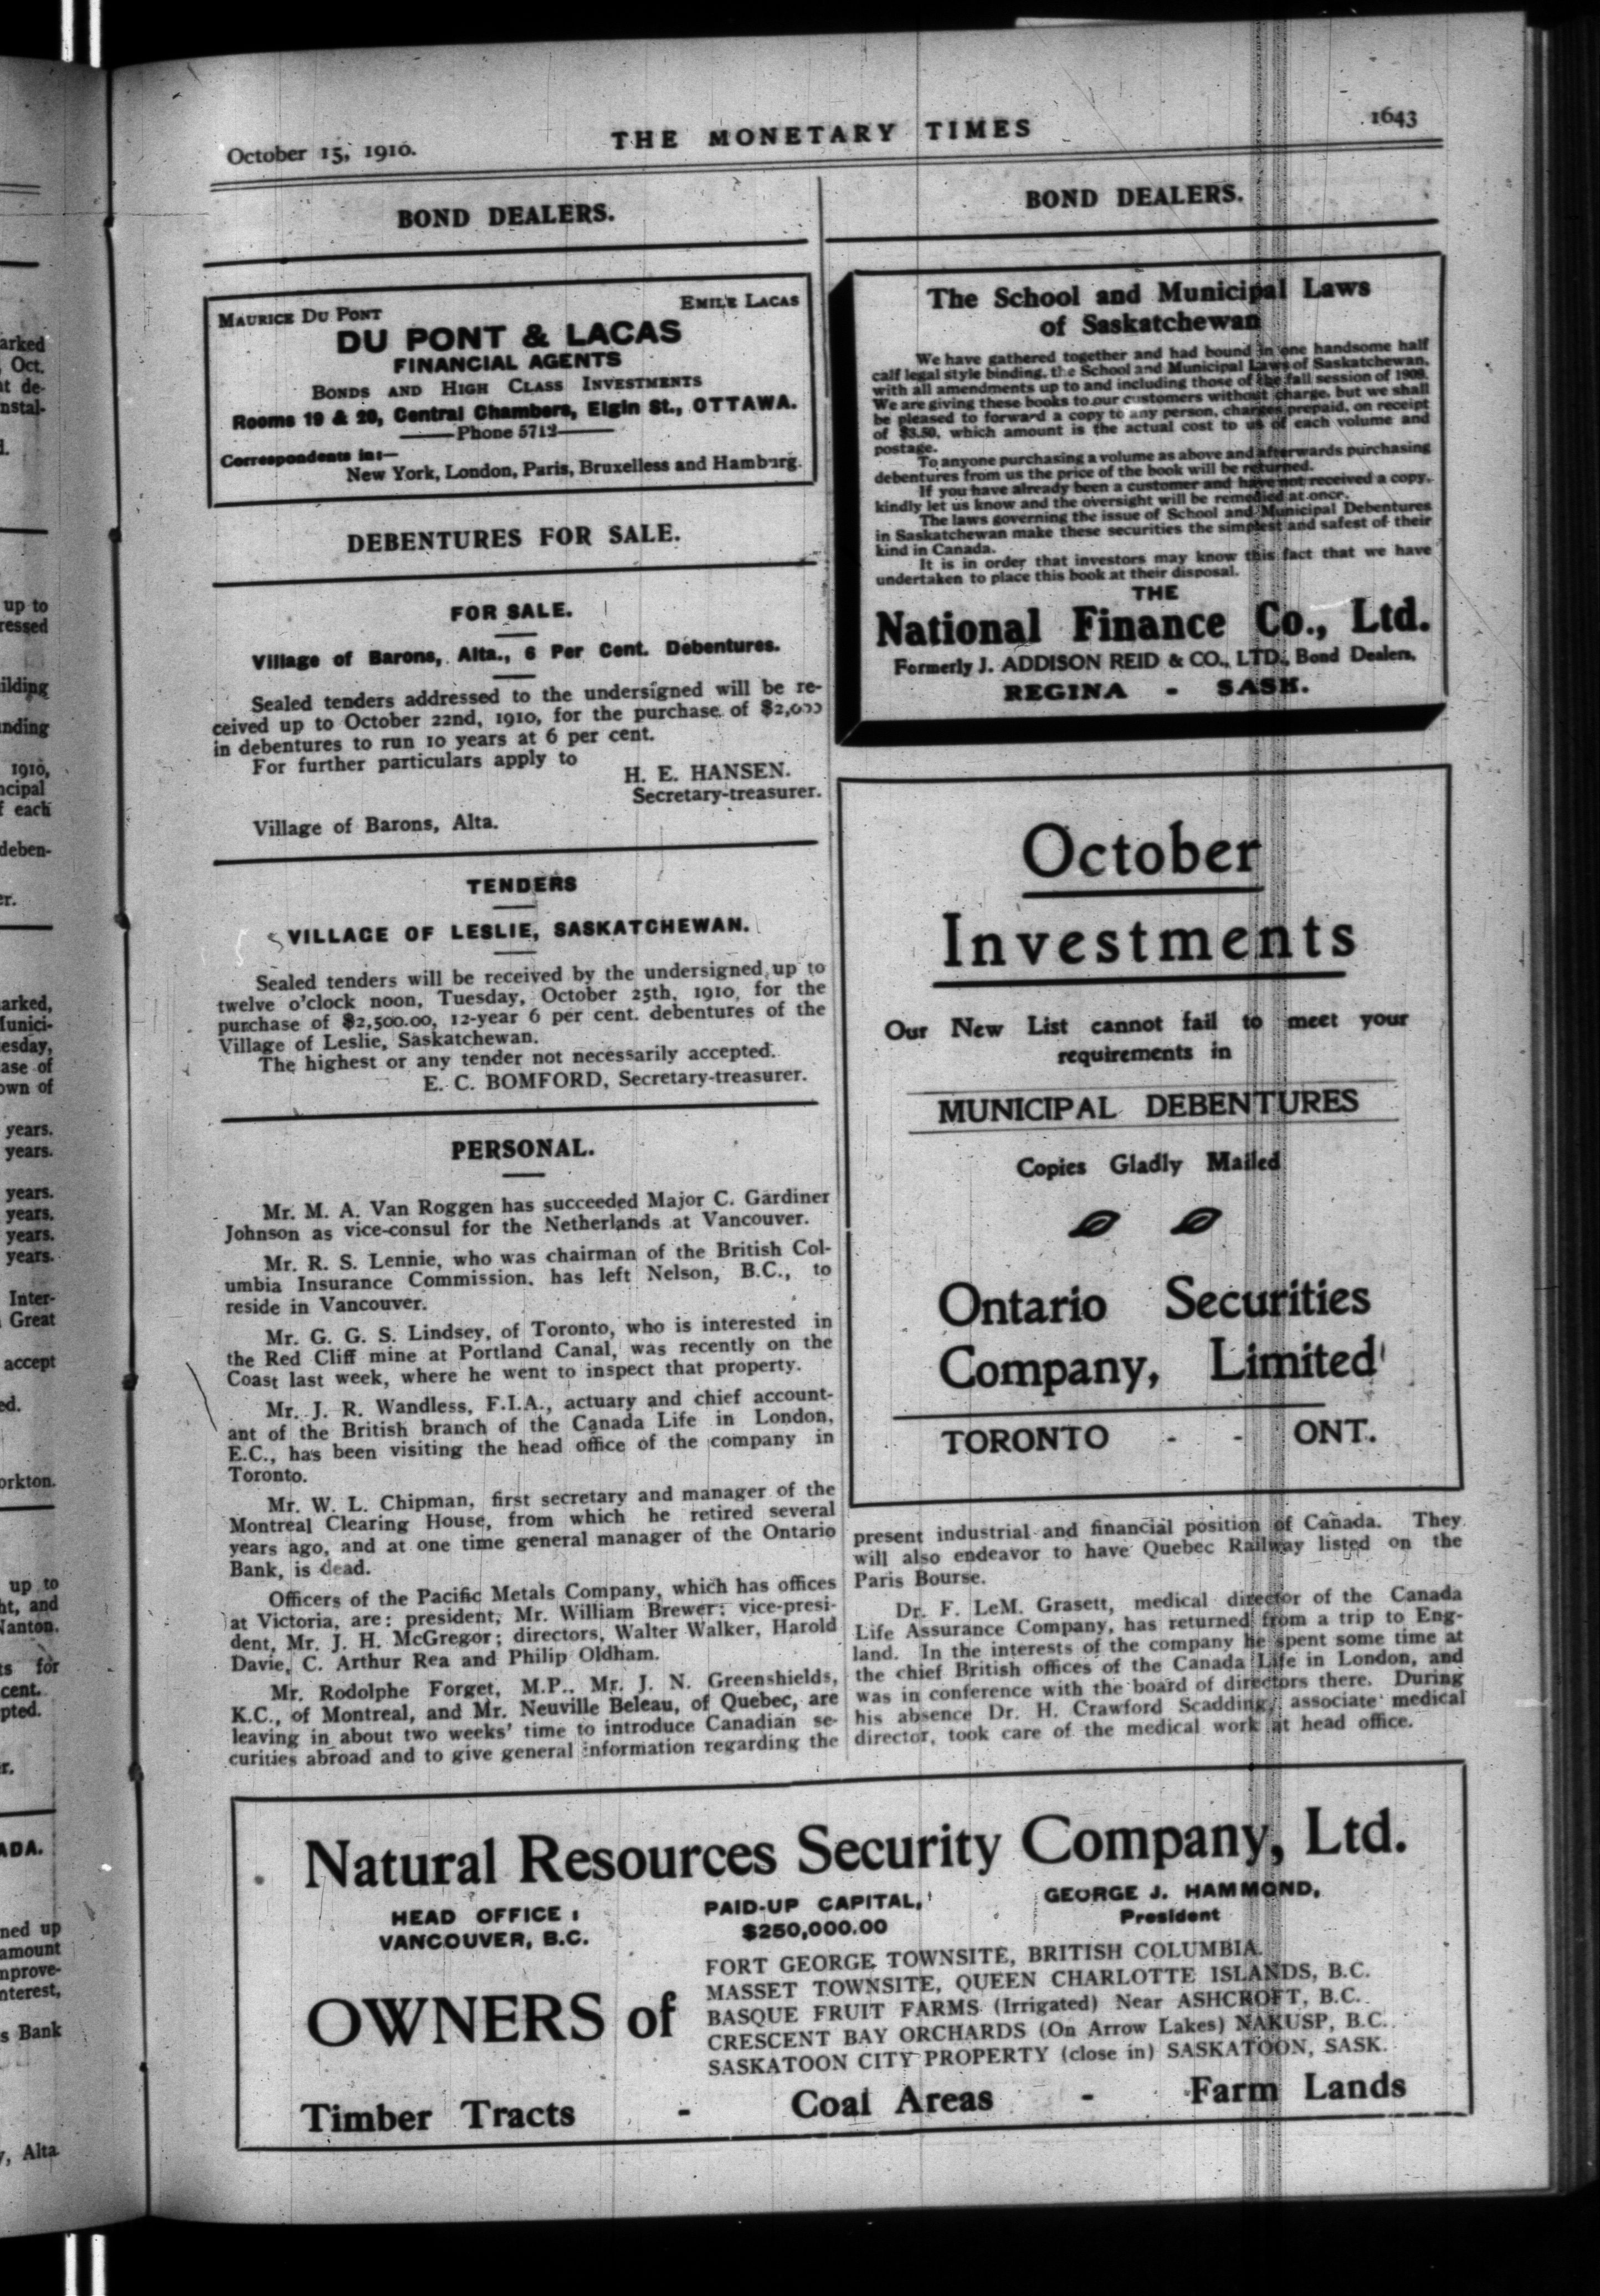 October 15, 1910.
THE MONETARY TIMES
1643
BOND DEALERS.
MAURICE DU PONT
EMILE LACAS
DU PONT & LACAS
FINANCIAL AGENTS
BONDS AND HIGH CLASS INVESTMENTS
Rooms 19 & 20, Central Chambers, Elgin St., OTTAWA.
Phone 5712
Correspondents in:—
New York, London, Paris, Bruxelless and Hamburg.
DEBENTURES FOR SALE.
FOR SALE.
Village of Barons, Alta., 6 Per Cent. Debentures.
Sealed tenders addressed to the undersigned will be re-
ceived up to October 22nd, 1910, for the purchase of $2,000
in debentures to run 10 years at 6 per cent.
For further particulars apply to
H. E. HANSEN.
Secretary-treasurer.
Village of Barons, Alta.
TENDERS
VILLAGE OF LESLIE, SASKATCHEWAN.
Sealed tenders will be received by the undersigned up to
twelve o'clock noon, Tuesday, October 25th, 1910, for the
purchase of $2,500.00, 12-year 6 per cent. debentures of the
Village of Leslie, Saskatchewan.
The highest or any tender not necessarily accepted.
E. C. BOMFORD, Secretary-treasurer.
PERSONAL.
Mr. M. A. Van Roggen has succeeded Major C. Gardiner
Johnson as vice-consul for the Netherlands at Vancouver.
Mr. R. S. Lennie, who was chairman of the British Col-
umbia Insurance Commission, has left Nelson, B.C., to
reside in Vancouver.
Mr. G. G. S. Lindsey, of Toronto, who is interested in
the Red Cliff mine at Portland Canal, was recently on the
Coast last week, where he went to inspect that property.
Mr. J. R. Wandless, F.I.A., actuary and chief account-
ant of the British branch of the Canada Life in London,
E.C., has been visiting the head office of the company in
Toronto.
Mr. W. L. Chipman, first secretary and manager of the
Montreal Clearing House, from which he retired several
years ago, and at one time general manager of the Ontario
Bank, is dead.
Officers of the Pacific Metals Company, which has offices
at Victoria, are: president, Mr. William Brewer; vice-presi-
dent, Mr. J. H. McGregor; directors, Walter Walker, Harold
Davie, C. Arthur Rea and Philip Oldham.
Mr. Rodolphe Forget, M.P., Mr. J. N. Greenshields,
K.C., of Montreal, and Mr. Neuville Beleau, of Quebec, are
leaving in about two weeks' time to introduce Canadian se-
curities abroad and to give general information regarding the
BOND DEALERS.
The School and Municipal Laws
of Saskatchewan
We have gathered together and had bound in one handsome half
calf legal style binding, the School and Municipal Laws of Saskatchewan,
with all amendments up to and including those of the fall session of 1909.
We are giving these books to our customers without charge, but we shall
be pleased to forward a copy to any person, charges prepaid, on receipt
of $3.50, which amount is the actual cost to us of each volume and
postage.
To anyone purchasing a volume as above and afterwards purchasing
debentures from us the price of the book will be returned.
If you have already been a customer and have not received a copy,
kindly let us know and the oversight will be remedied at once.
The laws governing the issue of School and Municipal Debentures
in Saskatchewan make these securities the simplest and safest of their
kind in Canada.
It is in order that investors may know this fact that we have
undertaken to place this book at their disposal.
THE
National Finance Co., Ltd.
Formerly J. ADDISON REID & CO., LTD., Bond Dealers,
REGINA - SASK.
October
Investments
Our New List cannot fail to meet your
requirements in
MUNICIPAL DEBENTURES
Copies Gladly Mailed
Ontario Securities
Company, Limited
TORONTO - - ONT.
present industrial and financial position of Canada. They
will also endeavor to have Quebec Railway listed on the
Paris Bourse.
Dr. F. LeM. Grasett, medical director of the Canada
Life Assurance Company, has returned from a trip to Eng-
land. In the interests of the company he spent some time at
the chief British offices of the Canada Life in London, and
was in conference with the board of directors there. During
his absence Dr. H. Crawford Scadding, associate medical
director, took care of the medical work at head office.
Natural Resources Security Company, Ltd.
HEAD OFFICE:
VANCOUVER, B.C.
PAID-UP CAPITAL,
$250,000.00
GEORGE J. HAMMOND,
President
OWNERS of
FORT GEORGE TOWNSITE, BRITISH COLUMBIA.
MASSET TOWNSITE, QUEEN CHARLOTTE ISLANDS, B.C.
BASQUE FRUIT FARMS (Irrigated) Near ASHCROFT, B.C.
CRESCENT BAY ORCHARDS (On Arrow Lakes) NAKUSP, B.C.
SASKATOON CITY PROPERTY (close in) SASKATOON, SASK.
Timber Tracts - Coal Areas - Farm Lands